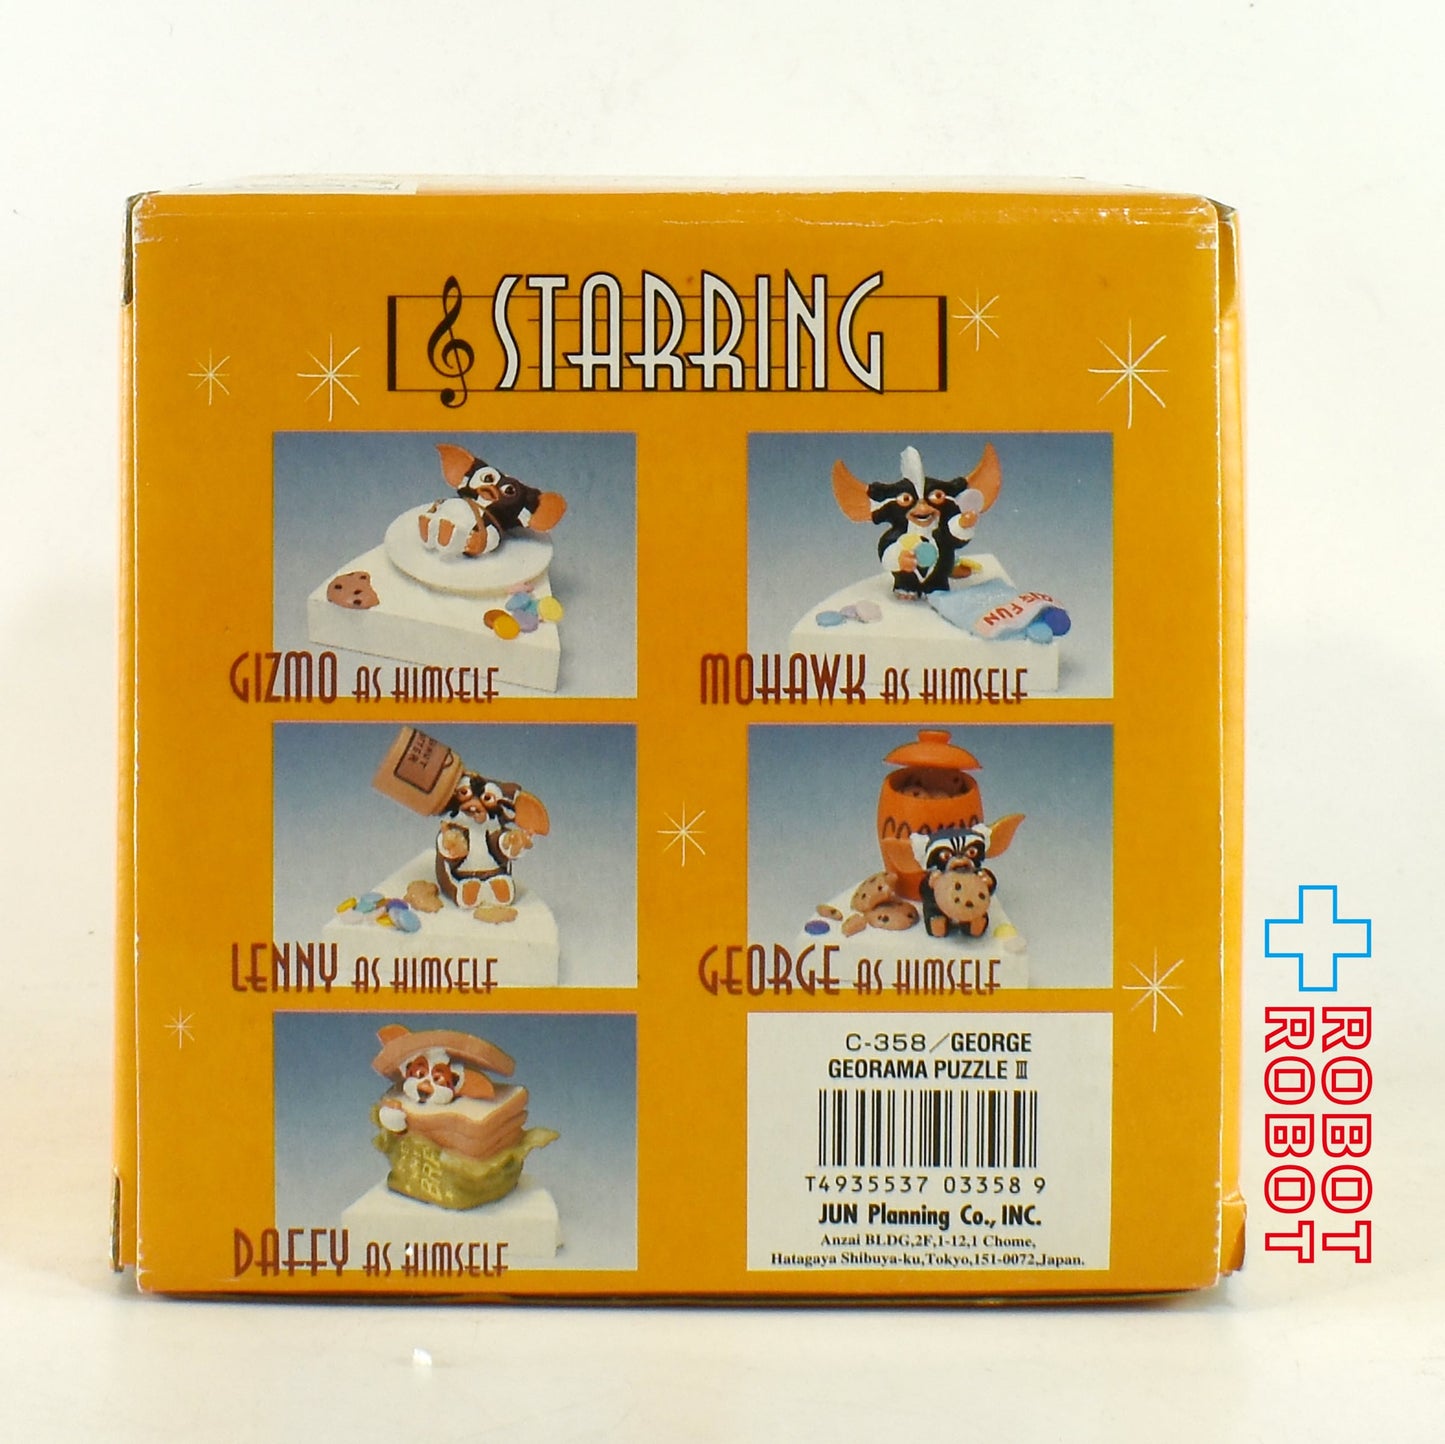 STARRING
GIZMO AS HIMSELF
MOHAWK AS HIMSELF
FUN
LENNY AS HIMSELF
GEORGE AS HIMSELF
DAFFY AS HIMSELF
BRE
C-358/GEORGE
GEORAMA PUZZLE III
T4935537 03358 9
JUN Planning Co., INC.
Anzai BLDG,2F,1-12,1 Chome,
Hatagaya Shibuya-ku,Tokyo,151-0072,Japan.
ROBOT
ROBOT